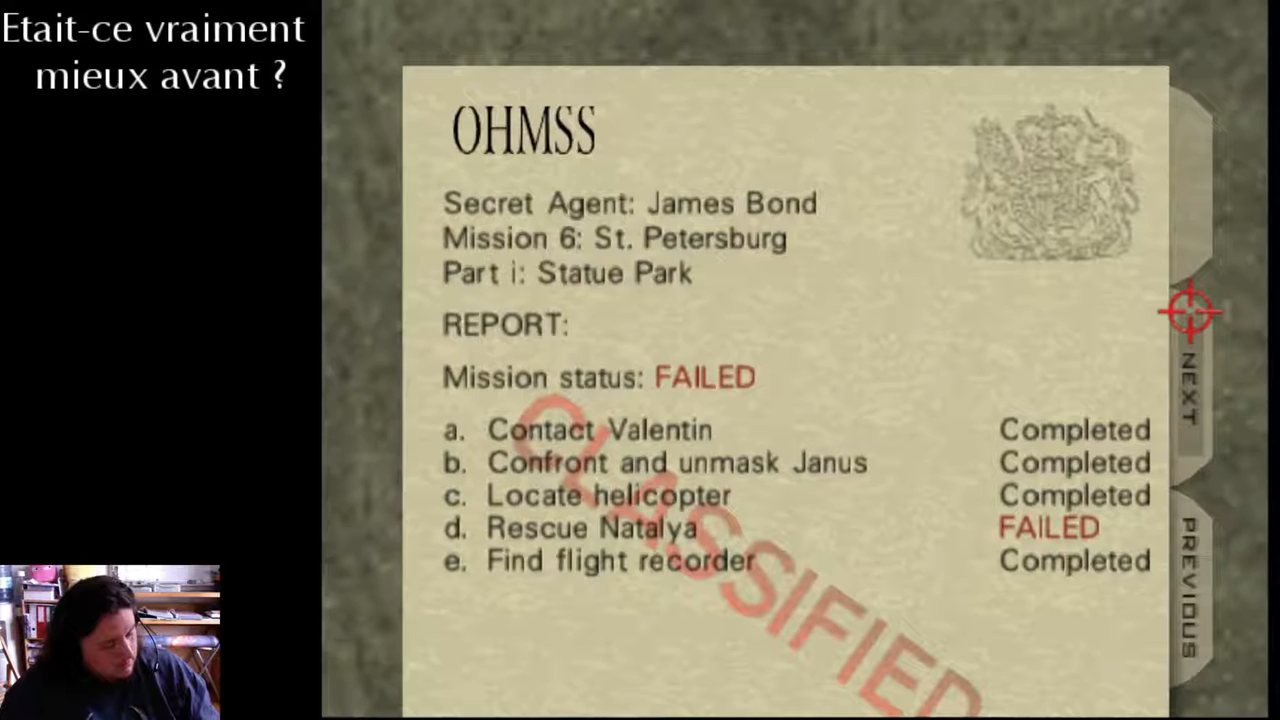 Etait-ce vraiment
mieux avant ?
OHMSS
Secret Agent: James Bond
Mission 6: St. Petersburg
Part i: Statue Park
REPORT:
Mission status: FAILED
a. Contact Valentin Completed
b. Confront and unmask Janus Completed
c. Locate helicopter Completed
d. Rescue Natalya FAILED
e. Find flight recorder Completed
CLASSIFIED
NEXT
PREVIOUS